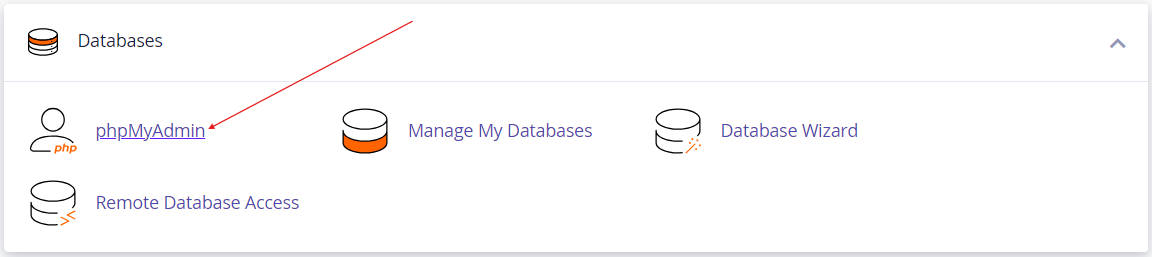 Databases
phpMyAdmin
php
Manage My Databases
Database Wizard
Remote Database Access